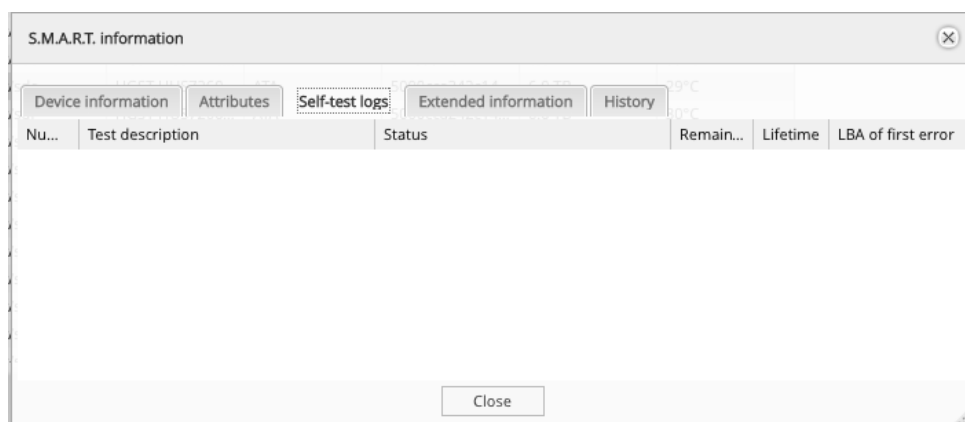 S.M.A.R.T. information
Device information Attributes Self-test logs Extended information History
Nu... Test description Status Remain... Lifetime LBA of first error
Close